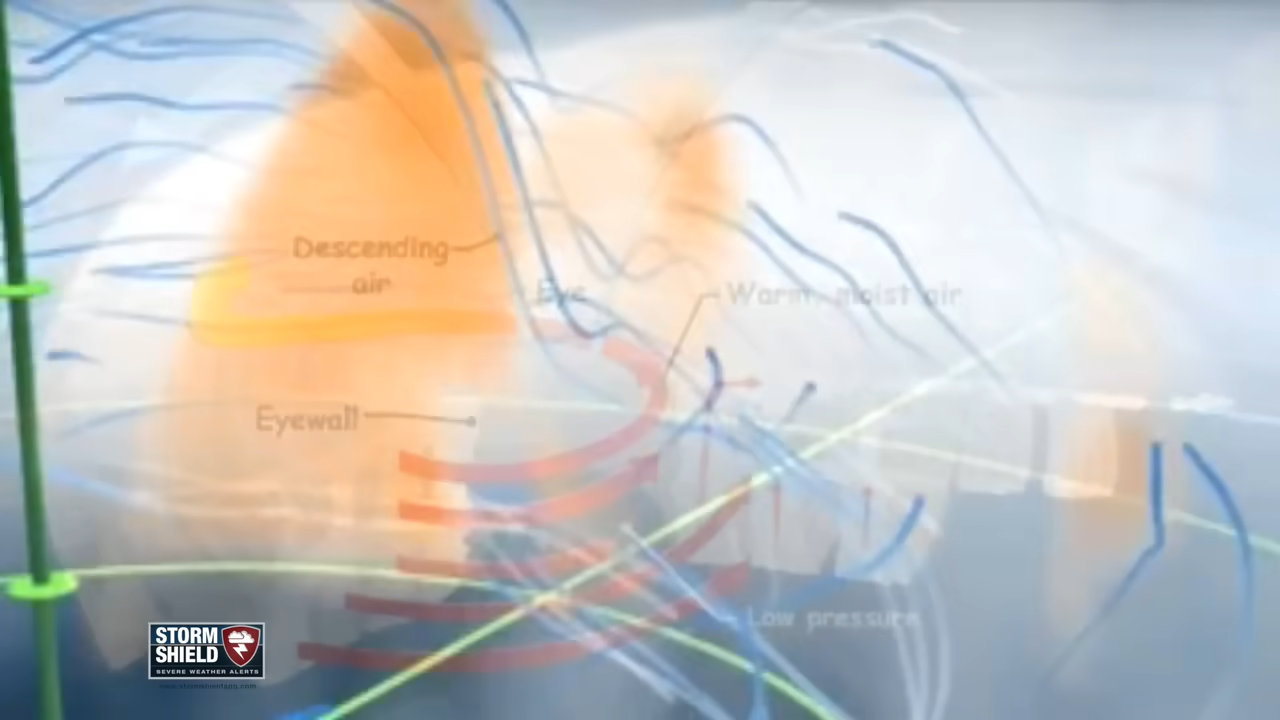 Descending
air
Eye
Warm, moist air
Eyewall
Low pressure
STORM
SHIELD
SEVERE WEATHER ALERTS